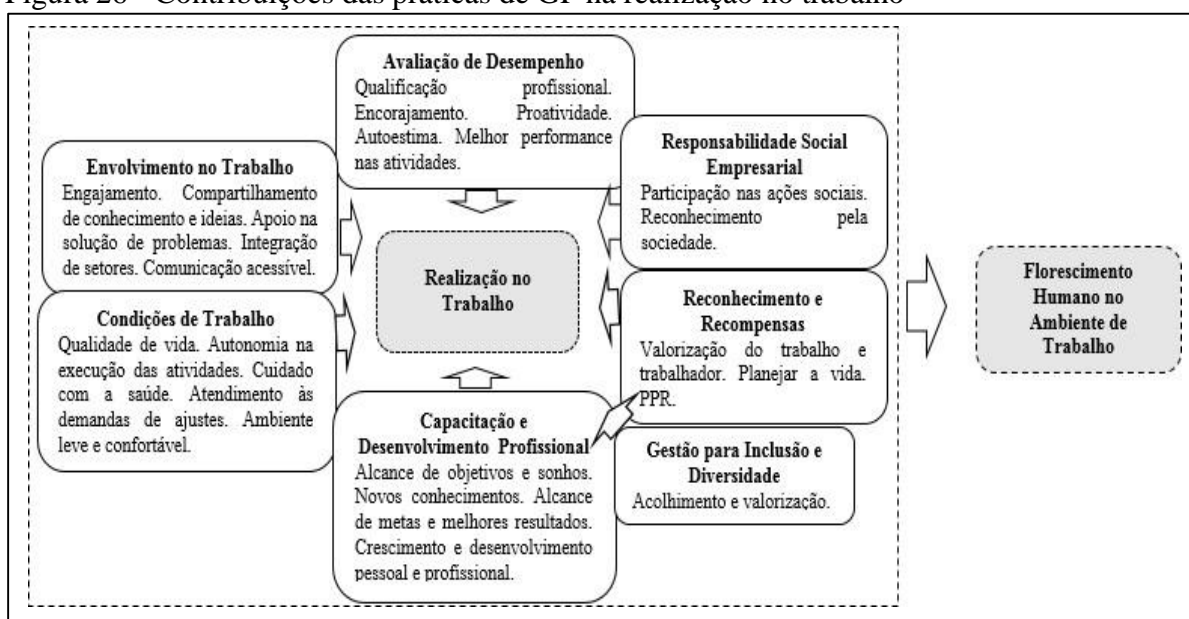 Figura 28 - Contribuições das práticas de GP na realização no trabalho
Avaliação de Desempenho
Qualificação profissional.
Encorajamento. Proatividade.
Autoestima. Melhor performance
nas atividades.
Envolvimento no Trabalho
Engajamento. Compartilhamento
de conhecimento e ideias. Apoio na
solução de problemas. Integração
de setores. Comunicação acessível.
Responsabilidade Social
Empresarial
Participação nas ações sociais.
Reconhecimento pela
sociedade.
Realização no
Trabalho
Florescimento
Humano no
Ambiente de
Trabalho
Condições de Trabalho
Qualidade de vida. Autonomia na
execução das atividades. Cuidado
com a saúde. Atendimento às
demandas de ajustes. Ambiente
leve e confortável.
Reconhecimento e
Recompensas
Valorização do trabalho e
trabalhador. Planejar a vida.
PPR.
Capacitação e
Desenvolvimento Profissional
Alcance de objetivos e sonhos.
Novos conhecimentos. Alcance
de metas e melhores resultados.
Crescimento e desenvolvimento
pessoal e profissional.
Gestão para Inclusão e
Diversidade
Acolhimento e valorização.